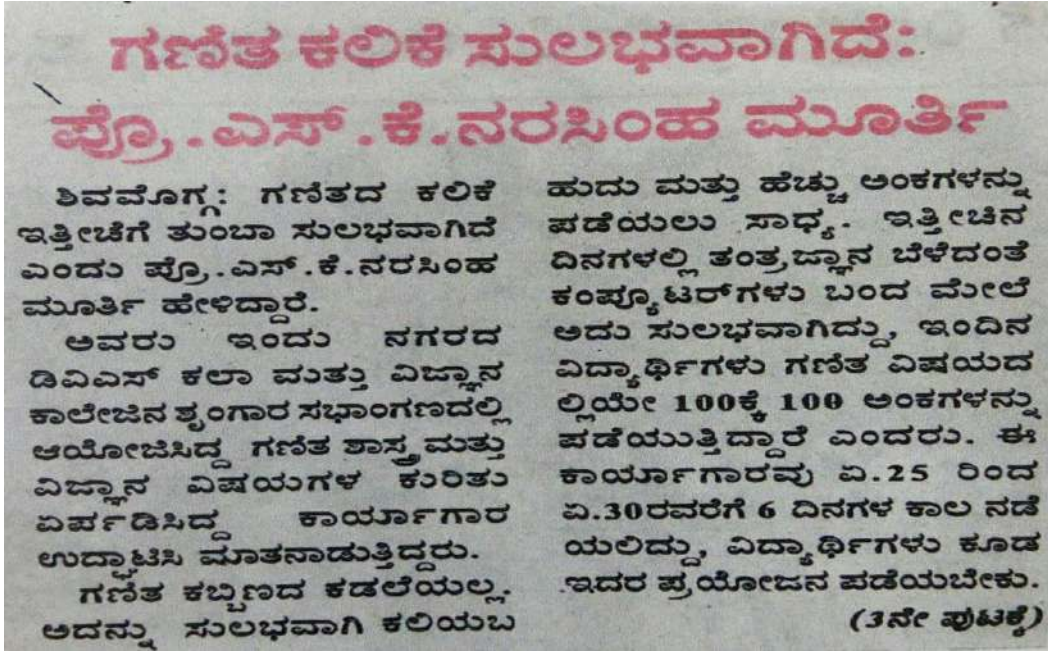 ಗಣಿತ ಕಲಿಕೆ ಸುಲಭವಾಗಿದೆ:
ಪ್ರೊ.ಎಸ್.ಕೆ.ನರಸಿಂಹ ಮೂರ್ತಿ
ಶಿವಮೊಗ್ಗ: ಗಣಿತದ ಕಲಿಕೆ
ಇತ್ತೀಚೆಗೆ ತುಂಬಾ ಸುಲಭವಾಗಿದೆ
ಎಂದು ಪ್ರೊ.ಎಸ್.ಕೆ.ನರಸಿಂಹ
ಮೂರ್ತಿ ಹೇಳಿದ್ದಾರೆ.
ಅವರು ಇಂದು ನಗರದ
ಡಿವಿಎಸ್ ಕಲಾ ಮತ್ತು ವಿಜ್ಞಾನ
ಕಾಲೇಜಿನ ಶೃಂಗಾರ ಸಭಾಂಗಣದಲ್ಲಿ
ಆಯೋಜಿಸಿದ್ದ ಗಣಿತ ಶಾಸ್ತ್ರ ಮತ್ತು
ವಿಜ್ಞಾನ ವಿಷಯಗಳ ಕುರಿತು
ಏರ್ಪಡಿಸಿದ್ದ ಕಾರ್ಯಾಗಾರ
ಉದ್ಘಾಟಿಸಿ ಮಾತನಾಡುತ್ತಿದ್ದರು.
ಗಣಿತ ಕಬ್ಬಿಣದ ಕಡಲೆಯಲ್ಲ.
ಅದನ್ನು ಸುಲಭವಾಗಿ ಕಲಿಯಬ
ಹುದು ಮತ್ತು ಹೆಚ್ಚು ಅಂಕಗಳನ್ನು
ಪಡೆಯಲು ಸಾಧ್ಯ. ಇತ್ತೀಚಿನ
ದಿನಗಳಲ್ಲಿ ತಂತ್ರಜ್ಞಾನ ಬೆಳೆದಂತೆ
ಕಂಪ್ಯೂಟರ್‌ಗಳು ಬಂದ ಮೇಲೆ
ಅದು ಸುಲಭವಾಗಿದ್ದು, ಇಂದಿನ
ವಿದ್ಯಾರ್ಥಿಗಳು ಗಣಿತ ವಿಷಯದ
ಲ್ಲಿಯೇ 100ಕ್ಕೆ 100 ಅಂಕಗಳನ್ನು
ಪಡೆಯುತ್ತಿದ್ದಾರೆ ಎಂದರು. ಈ
ಕಾರ್ಯಾಗಾರವು ಏ.25 ರಿಂದ
ಏ.30ರವರೆಗೆ 6 ದಿನಗಳ ಕಾಲ ನಡೆ
ಯಲಿದ್ದು, ವಿದ್ಯಾರ್ಥಿಗಳು ಕೂಡ
ಇದರ ಪ್ರಯೋಜನ ಪಡೆಯಬೇಕು.
(3ನೇ ಪುಟಕ್ಕೆ)